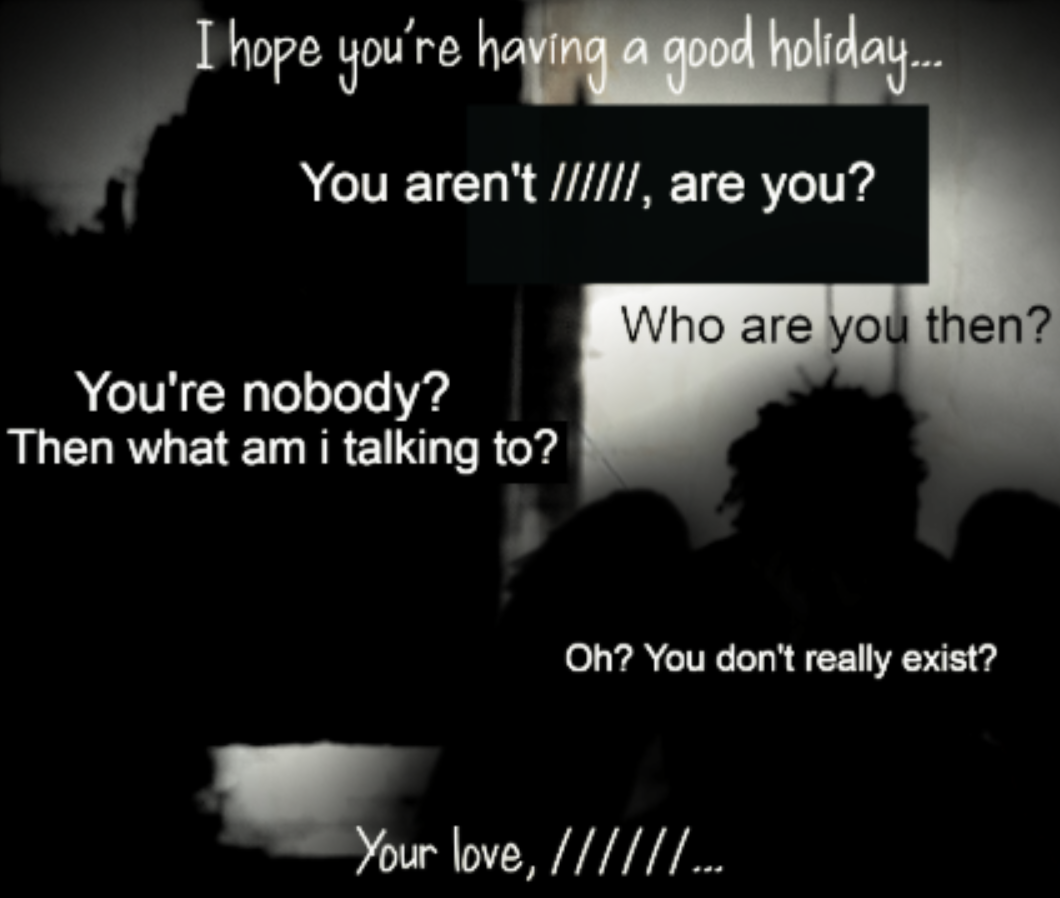 I hope you're having a good holiday...
You aren't //////, are you?
Who are you then?
You're nobody?
Then what am i talking to?
Oh? You don't really exist?
Your love, ///////...